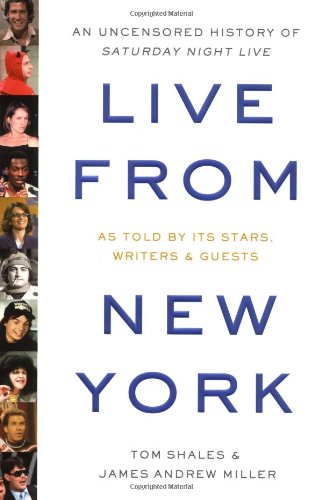 AN UNCENSORED HISTORY OF
SATURDAY NIGHT LIVE
LIVE
FROM
AS TOLD BY ITS STARS,
WRITERS & GUESTS
NEW
YORK
TOM SHALES &
JAMES ANDREW MILLER